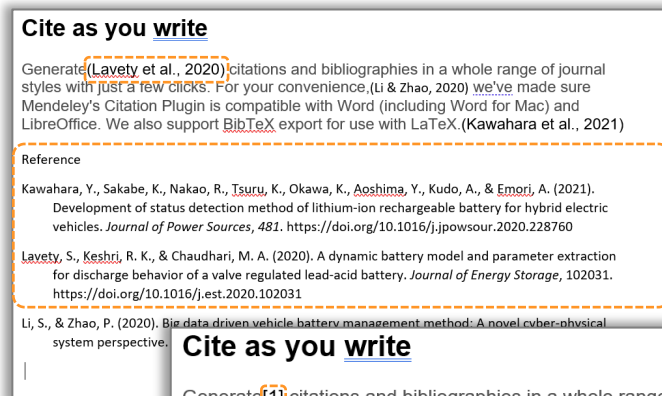 Cite as you write
Generate(Lavety et al., 2020) citations and bibliographies in a whole range of journal
styles with just a few clicks. For your convenience,(Li & Zhao, 2020) we've made sure
Mendeley's Citation Plugin is compatible with Word (including Word for Mac) and
LibreOffice. We also support BibTeX export for use with LaTeX.(Kawahara et al., 2021)
Reference
Kawahara, Y., Sakabe, K., Nakao, R., Tsuru, K., Okawa, K., Aoshima, Y., Kudo, A., & Emori, A. (2021).
Development of status detection method of lithium-ion rechargeable battery for hybrid electric
vehicles. Journal of Power Sources, 481. https://doi.org/10.1016/j.jpowsour.2020.228760
Lavety, S., Keshri, R. K., & Chaudhari, M. A. (2020). A dynamic battery model and parameter extraction
for discharge behavior of a valve regulated lead-acid battery. Journal of Energy Storage, 102031.
https://doi.org/10.1016/j.est.2020.102031
Li, S., & Zhao, P. (2020). Big data driven vehicle battery management method: A novel cyber-physical
system perspective.
Cite as you write
Generate[1] citations and bibliographies in a whole range